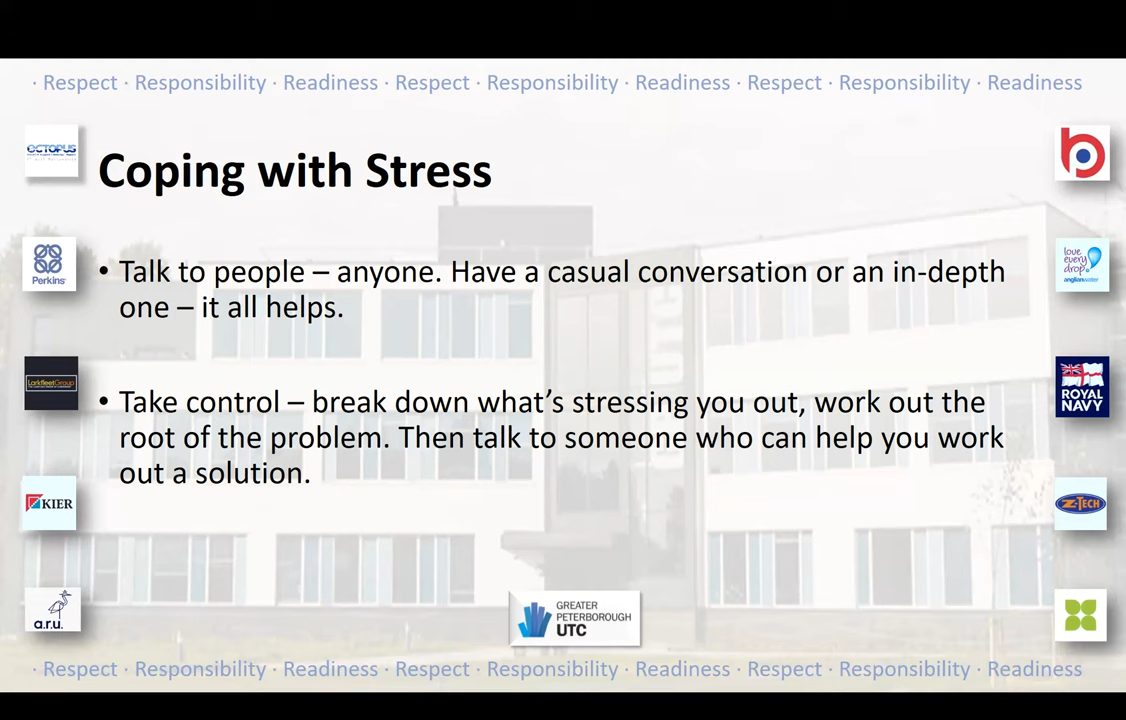 · Respect · Responsibility · Readiness · Respect · Responsibility · Readiness · Respect · Responsibility · Readiness
OCTOPUS
Coping with Stress
Perkins
love
every
drop
anglianwater
• Talk to people – anyone. Have a casual conversation or an in-depth
one – it all helps.
LarkfleetGroup
ROYAL
NAVY
• Take control – break down what’s stressing you out, work out the
root of the problem. Then talk to someone who can help you work
out a solution.
KIER
Z-TECH
a.r.u.
GREATER
PETERBOROUGH
UTC
· Respect · Responsibility · Readiness · Respect · Responsibility · Readiness · Respect · Responsibility · Readiness